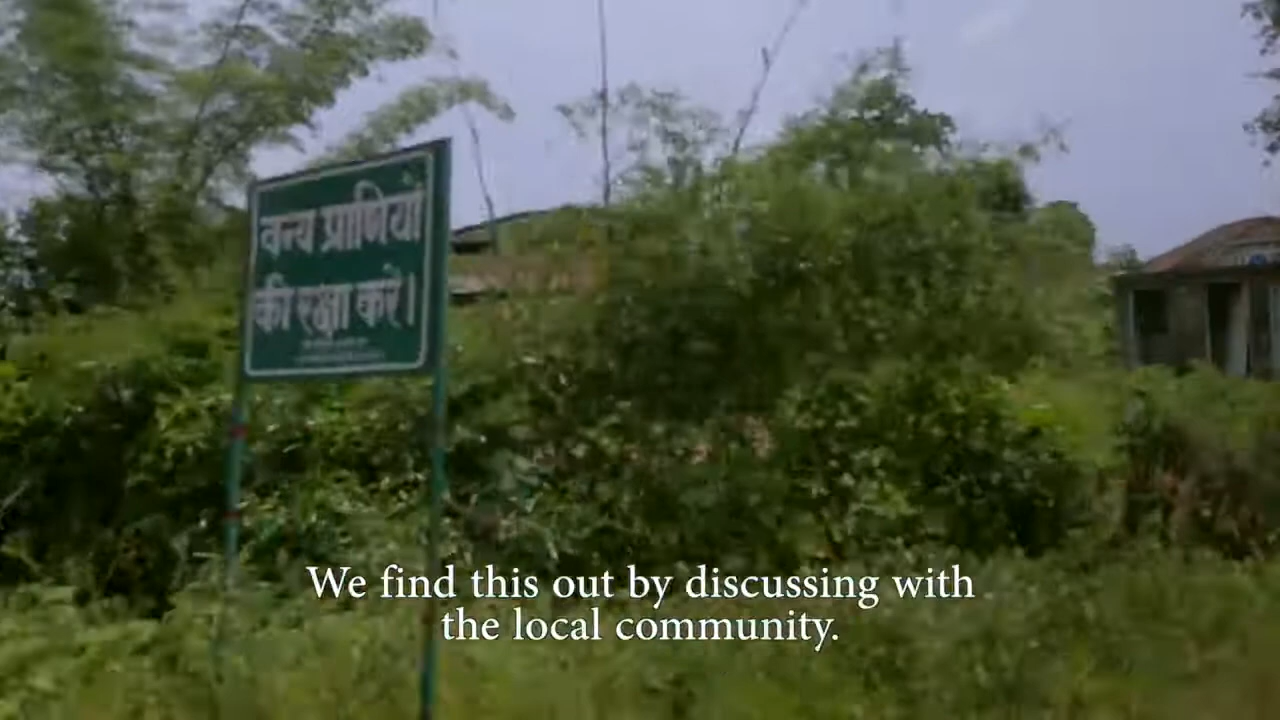 वन्य प्राणियों
की रक्षा करें।
We find this out by discussing with
the local community.